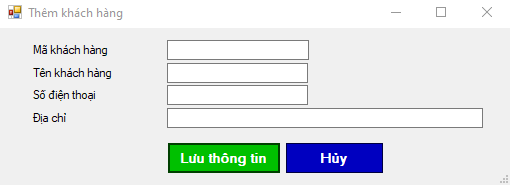 Thêm khách hàng
Mã khách hàng
Tên khách hàng
Số điện thoại
Địa chỉ
Lưu thông tin
Hủy